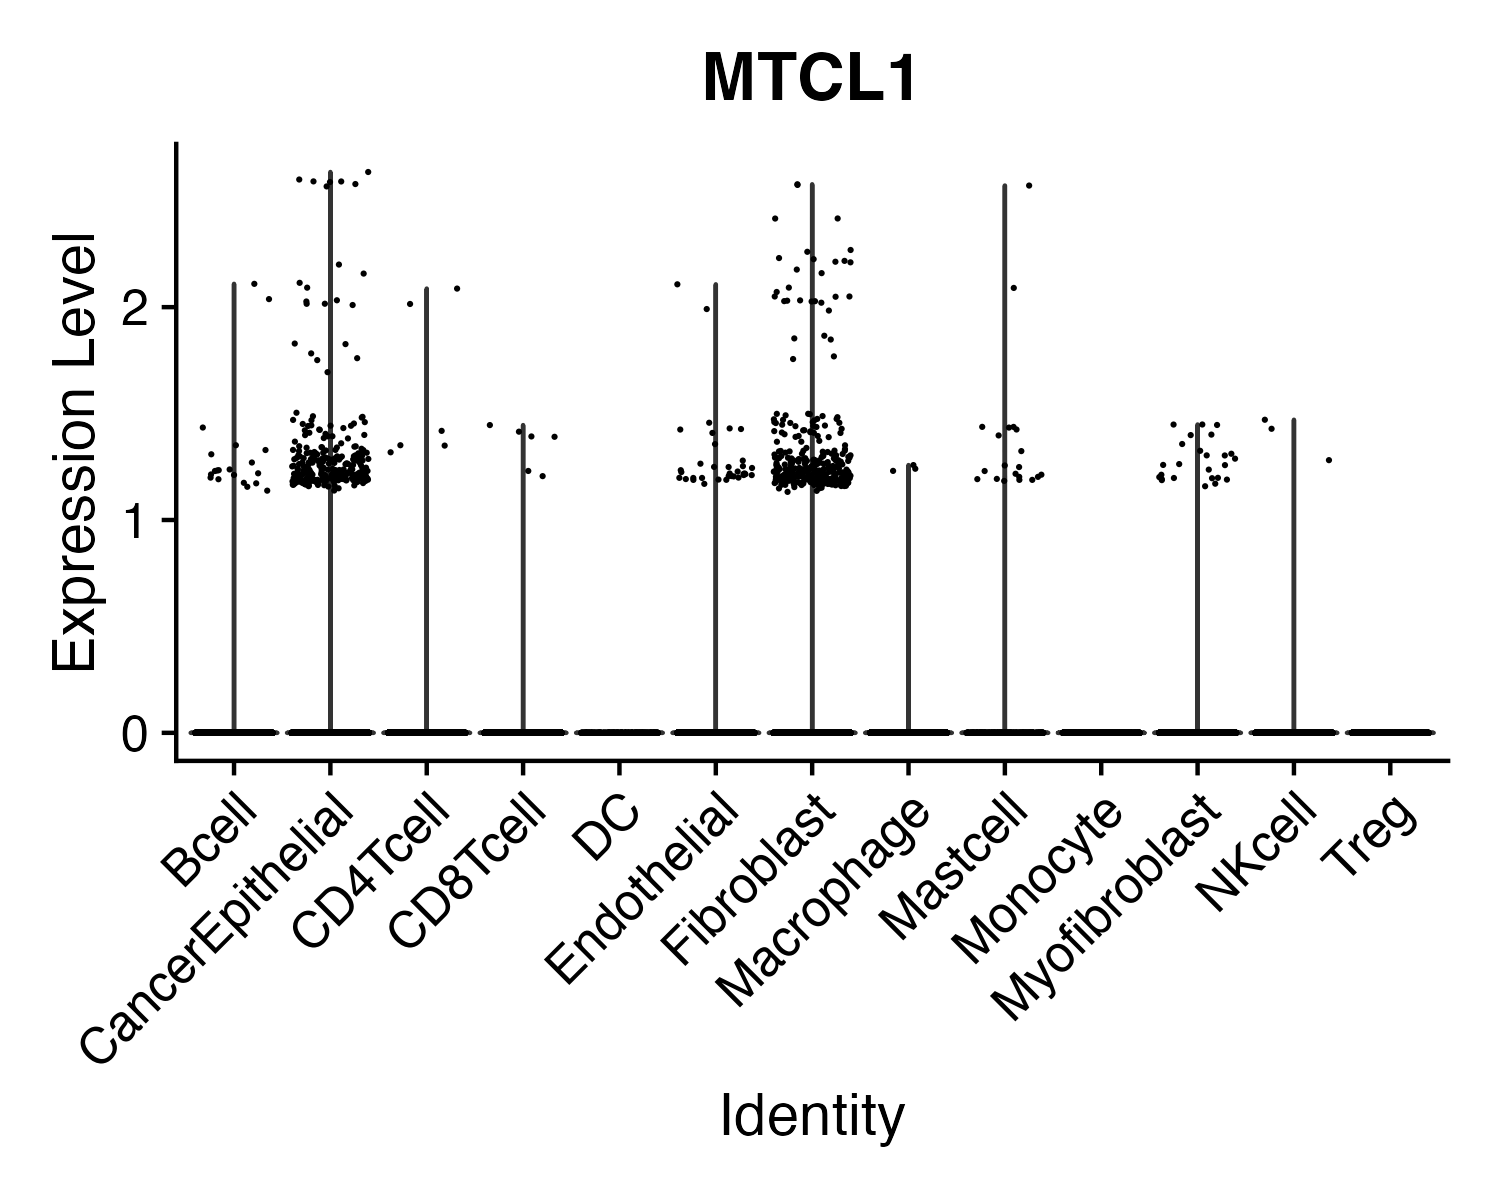 MTCL1
Expression Level
2
1
0
Bcell
CancerEpithelial
CD4Tcell
CD8Tcell
DC
Endothelial
Fibroblast
Macrophage
Mastcell
Monocyte
Myofibroblast
NKcell
Treg
Identity